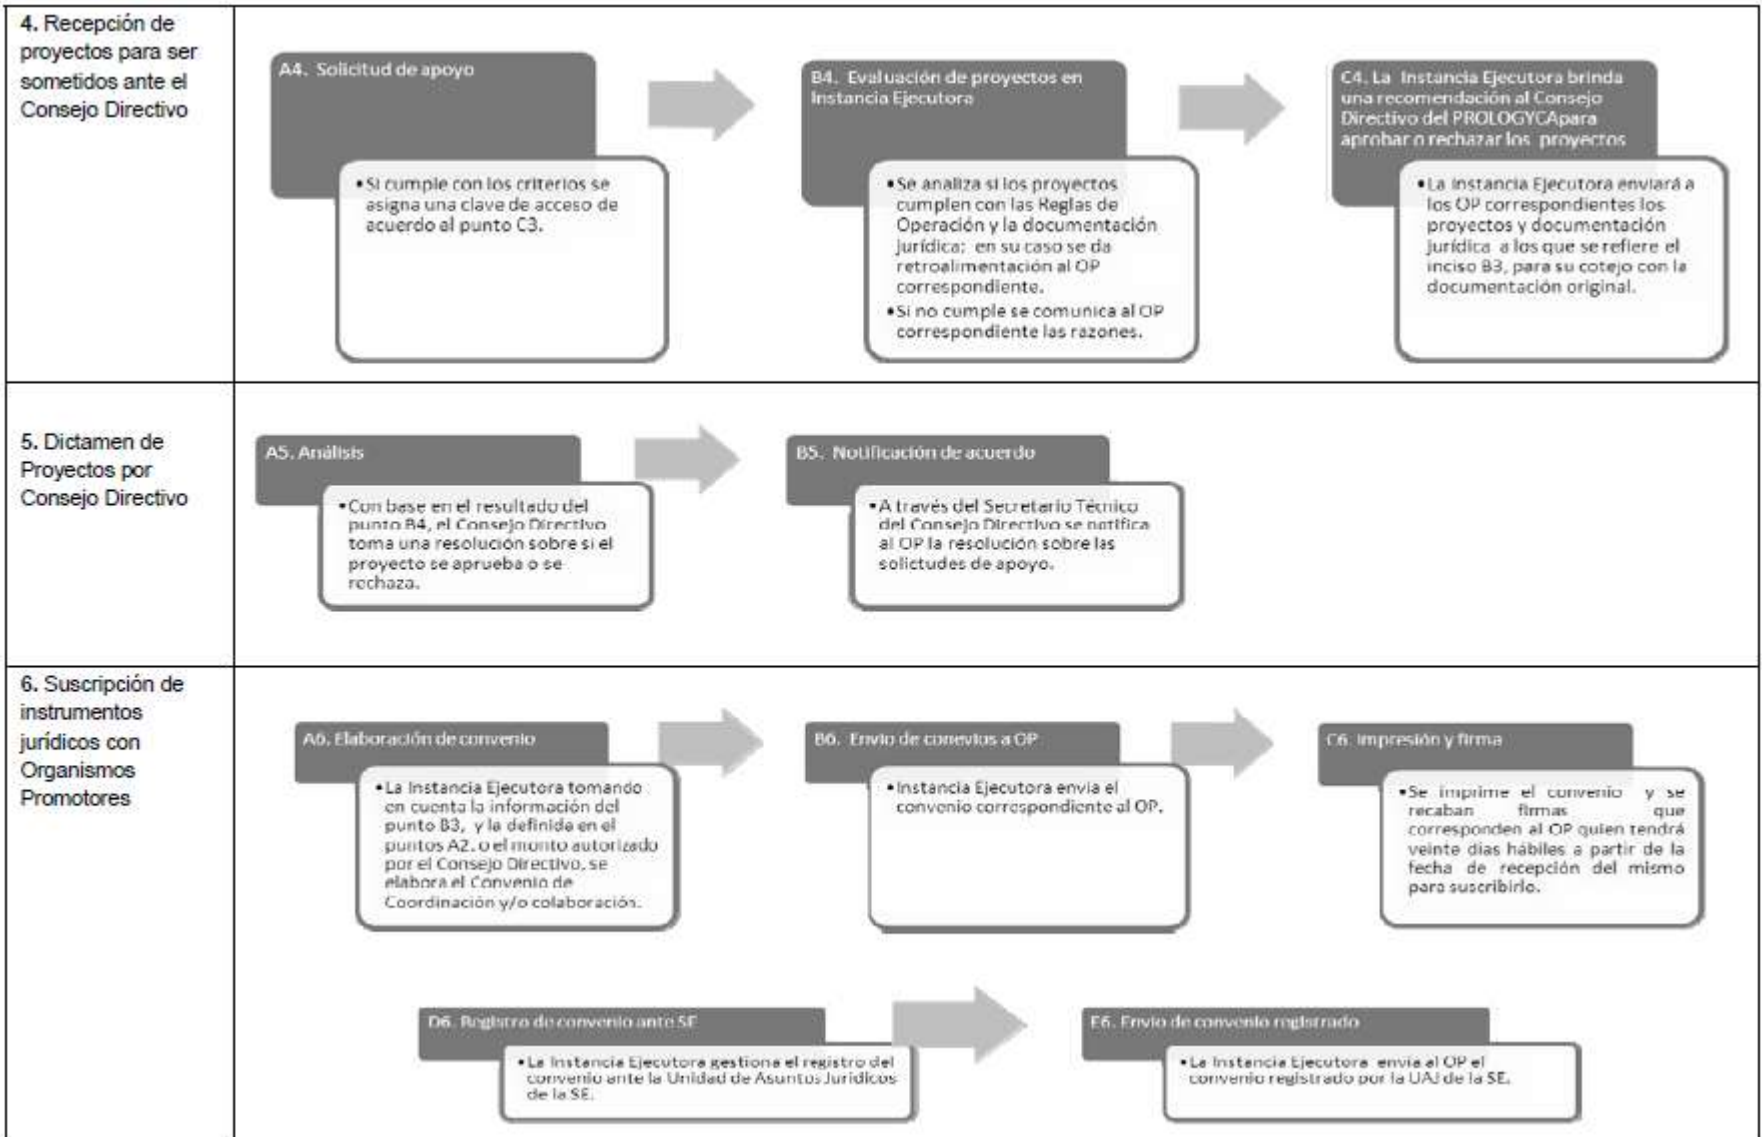 4. Recepción de
proyectos para ser
sometidos ante el
Consejo Directivo
A4. Solicitud de apoyo
•Si cumple con los criterios se
asigna una clave de acceso de
acuerdo al punto C3.
B4. Evaluación de proyectos en
Instancia Ejecutora
•Se analiza si los proyectos
cumplen con las Reglas de
Operación y la documentación
jurídica; en su caso se da
retroalimentación al OP
correspondiente.
•Si no cumple se comunica al OP
correspondiente las razones.
C4. La Instancia Ejecutora brinda
una recomendación al Consejo
Directivo del PROLOGYCApara
aprobar o rechazar los proyectos
•La Instancia Ejecutora enviará a
los OP correspondientes los
proyectos y documentación
jurídica a los que se refiere el
inciso B3, para su cotejo con la
documentación original.
5. Dictamen de
Proyectos por
Consejo Directivo
A5. Análisis
•Con base en el resultado del
punto B4, el Consejo Directivo
toma una resolución sobre si el
proyecto se aprueba o se
rechaza.
B5. Notificación de acuerdo
•A través del Secretario Técnico
del Consejo Directivo se notifica
al OP la resolución sobre las
solictudes de apoyo.
6. Suscripción de
instrumentos
jurídicos con
Organismos
Promotores
A6. Elaboración de convenio
•La Instancia Ejecutora tomando
en cuenta la información del
punto B3, y la definida en el
puntos A2. o el monto autorizado
por el Consejo Directivo, se
elabora el Convenio de
Coordinación y/o colaboración.
B6. Envío de conevios a OP
•Instancia Ejecutora envía el
convenio correspondiente al OP.
C6. Impresión y firma
•Se imprime el convenio y se
recaban firmas que
corresponden al OP quien tendrá
veinte días hábiles a partir de la
fecha de recepción del mismo
para suscribirlo.
D6. Registro de convenio ante SE
•La Instancia Ejecutora gestiona el registro del
convenio ante la Unidad de Asuntos Jurídicos
de la SE.
E6. Envío de convenio registrado
•La Instancia Ejecutora envía al OP el
convenio registrado por la UAJ de la SE.